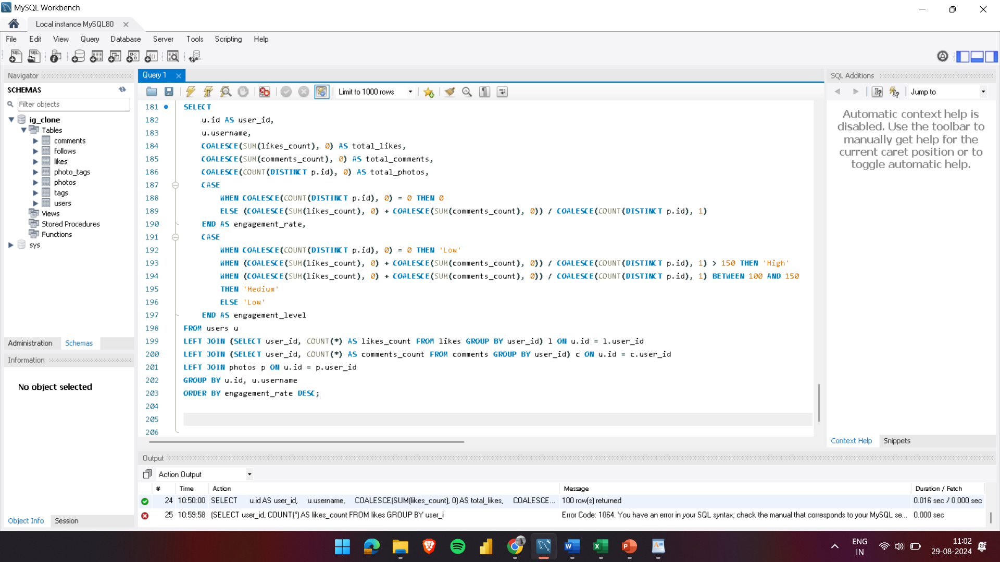 MySQL Workbench
Local instance MySQL80
File Edit View Query Database Server Tools Scripting Help
Navigator
SCHEMAS
Filter objects
ig_clone
Tables
comments
follows
likes
photo_tags
photos
tags
users
Views
Stored Procedures
Functions
sys
Administration Schemas
Information
No object selected
Object Info Session
Query 1
Limit to 1000 rows
181 SELECT
182 u.id AS user_id,
183 u.username,
184 COALESCE(SUM(likes_count), 0) AS total_likes,
185 COALESCE(SUM(comments_count), 0) AS total_comments,
186 COALESCE(COUNT(DISTINCT p.id), 0) AS total_photos,
187 CASE
188 WHEN COALESCE(COUNT(DISTINCT p.id), 0) = 0 THEN 0
189 ELSE (COALESCE(SUM(likes_count), 0) + COALESCE(SUM(comments_count), 0)) / COALESCE(COUNT(DISTINCT p.id), 1)
190 END AS engagement_rate,
191 CASE
192 WHEN COALESCE(COUNT(DISTINCT p.id), 0) = 0 THEN 'Low'
193 WHEN (COALESCE(SUM(likes_count), 0) + COALESCE(SUM(comments_count), 0)) / COALESCE(COUNT(DISTINCT p.id), 1) > 150 THEN 'High'
194 WHEN (COALESCE(SUM(likes_count), 0) + COALESCE(SUM(comments_count), 0)) / COALESCE(COUNT(DISTINCT p.id), 1) BETWEEN 100 AND 150
195 THEN 'Medium'
196 ELSE 'Low'
197 END AS engagement_level
198 FROM users u
199 LEFT JOIN (SELECT user_id, COUNT(*) AS likes_count FROM likes GROUP BY user_id) l ON u.id = l.user_id
200 LEFT JOIN (SELECT user_id, COUNT(*) AS comments_count FROM comments GROUP BY user_id) c ON u.id = c.user_id
201 LEFT JOIN photos p ON u.id = p.user_id
202 GROUP BY u.id, u.username
203 ORDER BY engagement_rate DESC;
204
205
206
SQL Additions
Jump to
Automatic context help is
disabled. Use the toolbar to
manually get help for the
current caret position or to
toggle automatic help.
Context Help Snippets
Output
Action Output
# Time Action Message Duration / Fetch
24 10:50:00 SELECT u.id AS user_id, u.username, COALESCE(SUM(likes_count), 0) AS total_likes, COALESCE... 100 row(s) returned 0.016 sec / 0.000 sec
25 10:59:58 (SELECT user_id, COUNT(*) AS likes_count FROM likes GROUP BY user_i Error Code: 1064. You have an error in your SQL syntax; check the manual that corresponds to your MySQL se... 0.000 sec
ENG
IN
11:02
29-08-2024